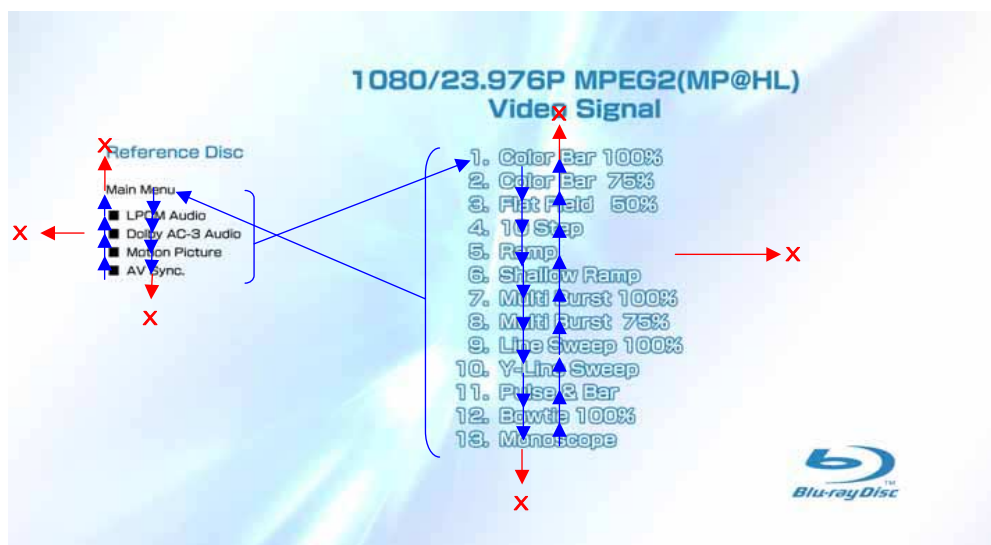 1080/23.976P MPEG2(MP@HL)
Video Signal
X
X
Reference Disc
Main Menu
■ LPCM Audio
■ Dolby AC-3 Audio
■ Motion Picture
■ AV Sync.
X
X
1. Color Bar 100%
2. Color Bar 75%
3. Flat Field 50%
4. 10 Step
5. Ramp
6. Shallow Ramp
7. Multi Burst 100%
8. Multi Burst 75%
9. Line Sweep 100%
10. Y-Line Sweep
11. Pulse & Bar
12. Bowtie 100%
13. Monoscope
X
X
Blu-ray Disc
TM